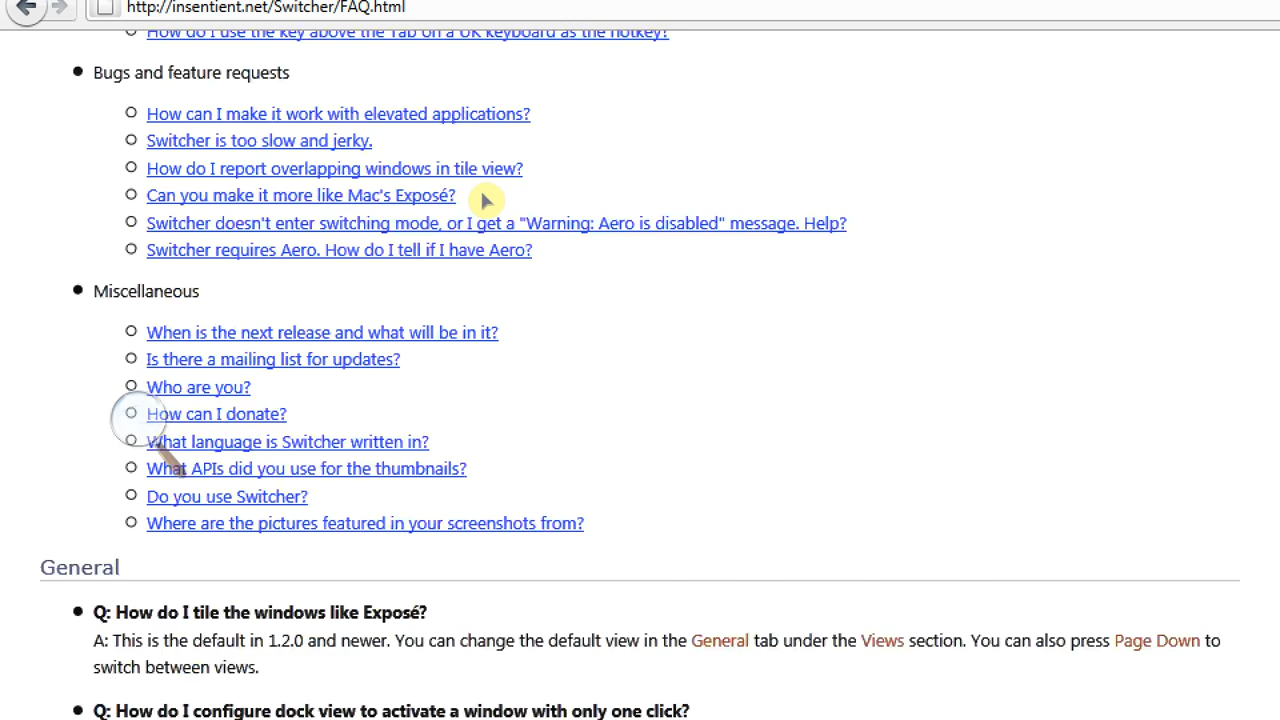 http://insentient.net/Switcher/FAQ.html
How do I use the key above the Tab on a UK keyboard as the hotkey?
Bugs and feature requests
How can I make it work with elevated applications?
Switcher is too slow and jerky.
How do I report overlapping windows in tile view?
Can you make it more like Mac's Exposé?
Switcher doesn't enter switching mode, or I get a "Warning: Aero is disabled" message. Help?
Switcher requires Aero. How do I tell if I have Aero?
Miscellaneous
When is the next release and what will be in it?
Is there a mailing list for updates?
Who are you?
How can I donate?
What language is Switcher written in?
What APIs did you use for the thumbnails?
Do you use Switcher?
Where are the pictures featured in your screenshots from?
General
Q: How do I tile the windows like Exposé?
A: This is the default in 1.2.0 and newer. You can change the default view in the General tab under the Views section. You can also press Page Down to
switch between views.
Q: How do I configure dock view to activate a window with only one click?